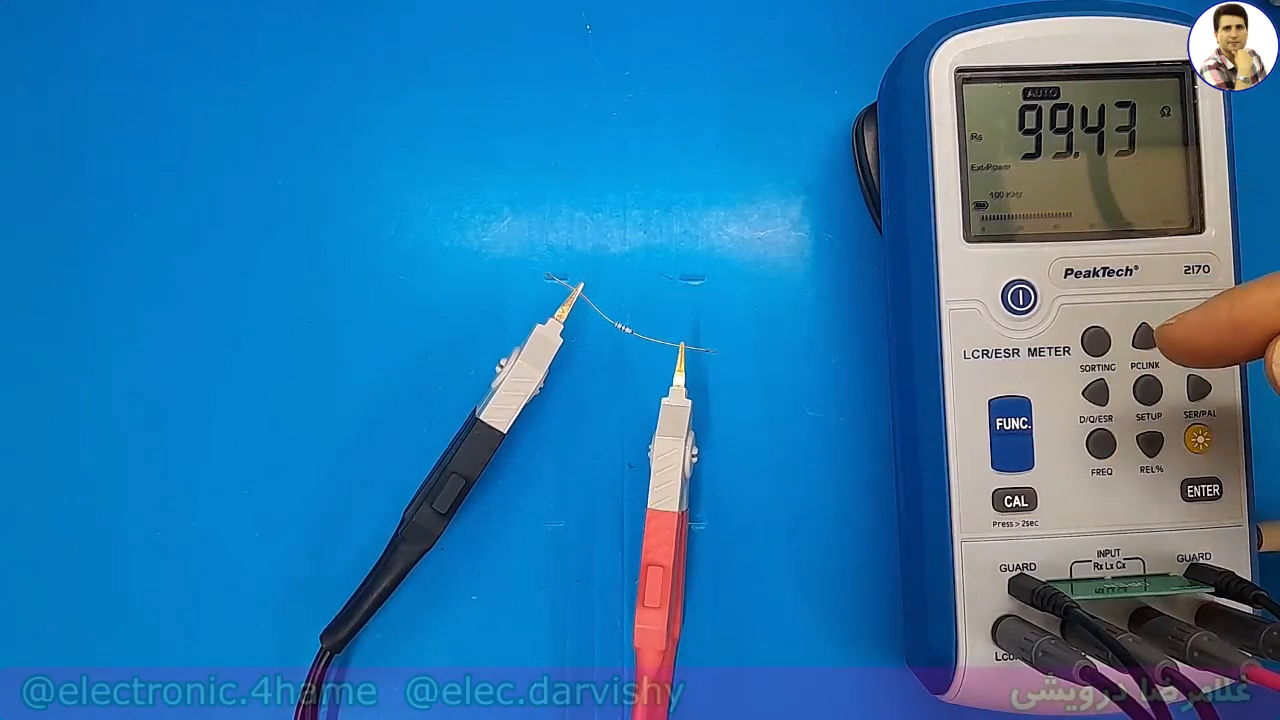 AUTO
99.43 Ω
Rs
Ext-Power
100 KHz
PeakTech® 2170
LCR/ESR METER
SORTING PCLINK
FUNC.
D/Q/ESR SETUP SER/PAL
FREQ REL%
CAL ENTER
Press > 2sec
INPUT
GUARD Rx Lx Cx GUARD
@electronic.4hame @elec.darvishy غلامرضا درویشی